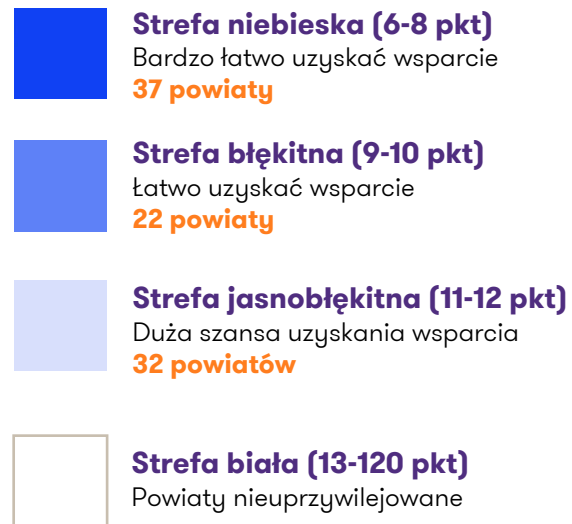 Strefa niebieska (6-8 pkt)
Bardzo łatwo uzyskać wsparcie
37 powiaty
Strefa błękitna (9-10 pkt)
Łatwo uzyskać wsparcie
22 powiaty
Strefa jasnobłękitna (11-12 pkt)
Duża szansa uzyskania wsparcia
32 powiatów
Strefa biała (13-120 pkt)
Powiaty nieuprzywilejowane